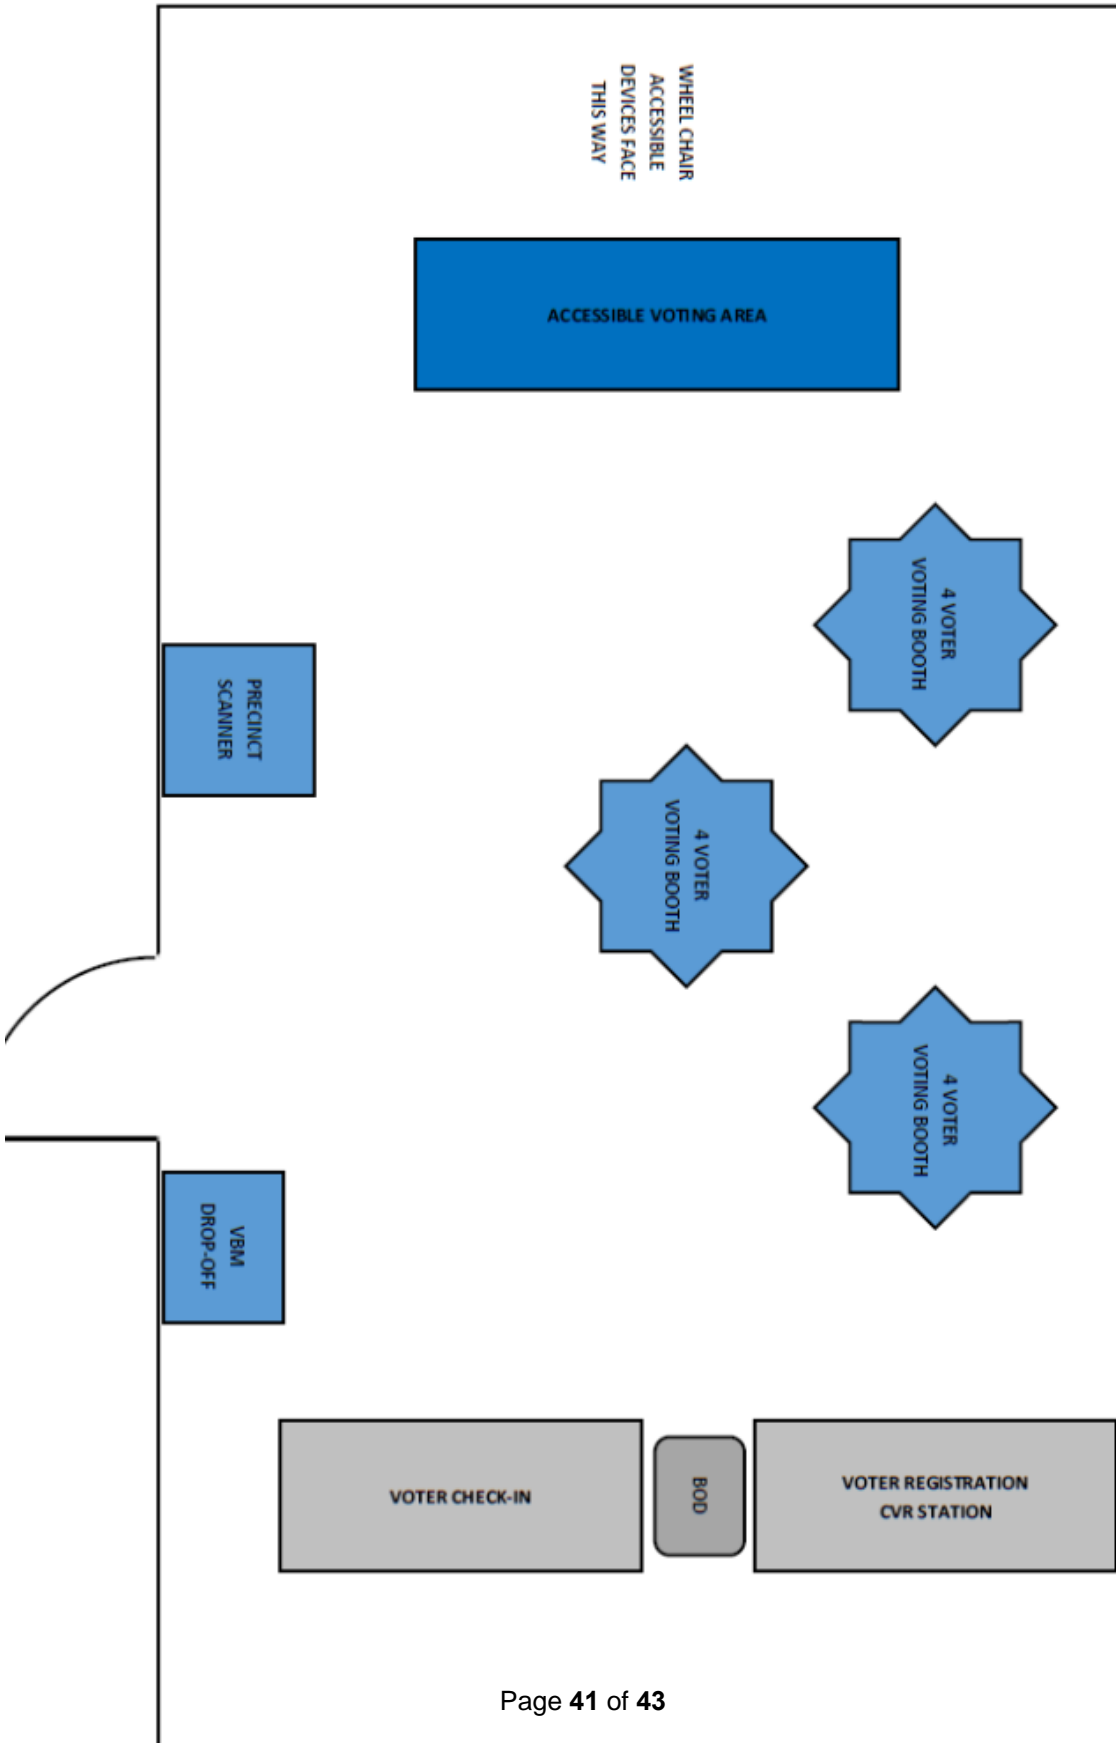 WHEEL CHAIR
ACCESSIBLE
DEVICES FACE
THIS WAY
ACCESSIBLE VOTING AREA
4 VOTER
VOTING BOOTH
PRECINCT
SCANNER
4 VOTER
VOTING BOOTH
4 VOTER
VOTING BOOTH
VBM
DROP-OFF
VOTER CHECK-IN
BOD
VOTER REGISTRATION
CVR STATION
Page 41 of 43